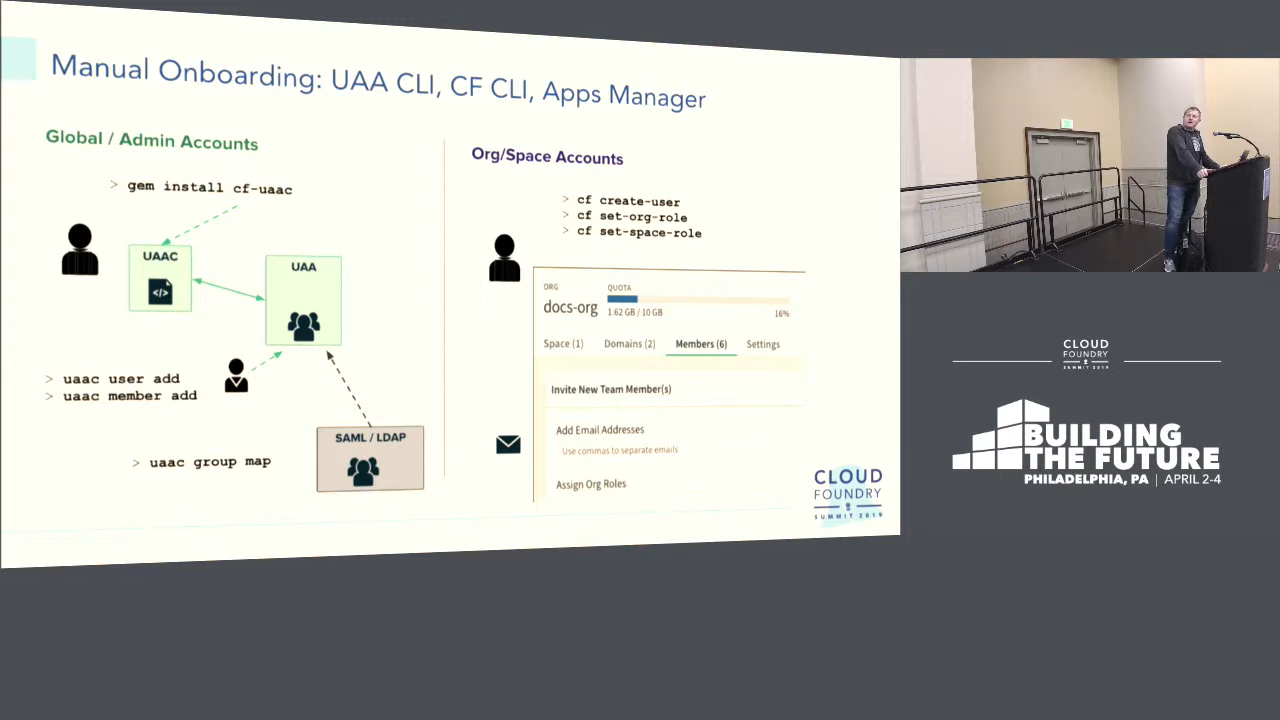 Manual Onboarding: UAA CLI, CF CLI, Apps Manager
Global / Admin Accounts
> gem install cf-uaac
UAAC
</>
UAA
> uaac user add
> uaac member add
SAML / LDAP
> uaac group map
Org/Space Accounts
> cf create-user
> cf set-org-role
> cf set-space-role
ORG
docs-org
QUOTA
1.62 GB / 10 GB
16%
Space (1) Domains (2) Members (6) Settings
Invite New Team Member(s)
Add Email Addresses
Use commas to separate emails
Assign Org Roles
CLOUD
FOUNDRY
SUMMIT 2019
CLOUD
FOUNDRY
SUMMIT 2019
BUILDING
THE FUTURE
PHILADELPHIA, PA | APRIL 2-4